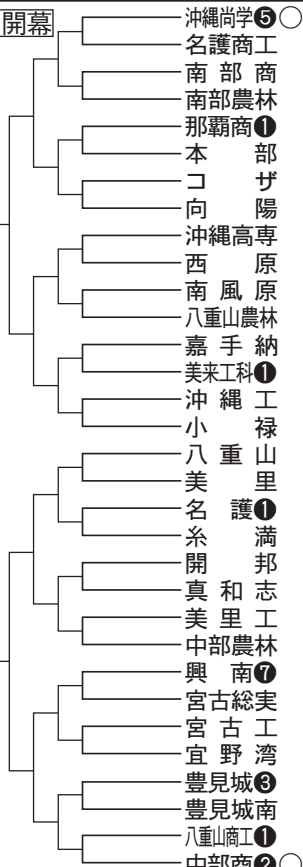 開幕
沖縄尚学❺○
名護商工
南部商
南部農林
那覇商❶
本部
コザ
向陽
沖縄高専
西原
南風原
八重山農林
嘉手納
美来工科❶
沖縄工
小禄
八重山
美里
名護❶
糸満
開邦
真和志
美里工
中部農林
興南❼
宮古総実
宮古工
宜野湾
豊見城❸
豊見城南
八重山商工❶
中部商❷○